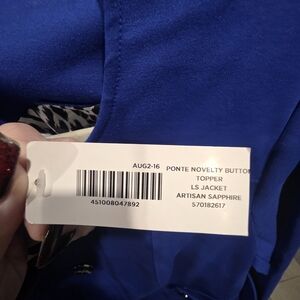 AUG2-16
PONTE NOVELTY BUTTON
TOPPER
LS JACKET
ARTISAN SAPPHIRE
570182617
451008047892